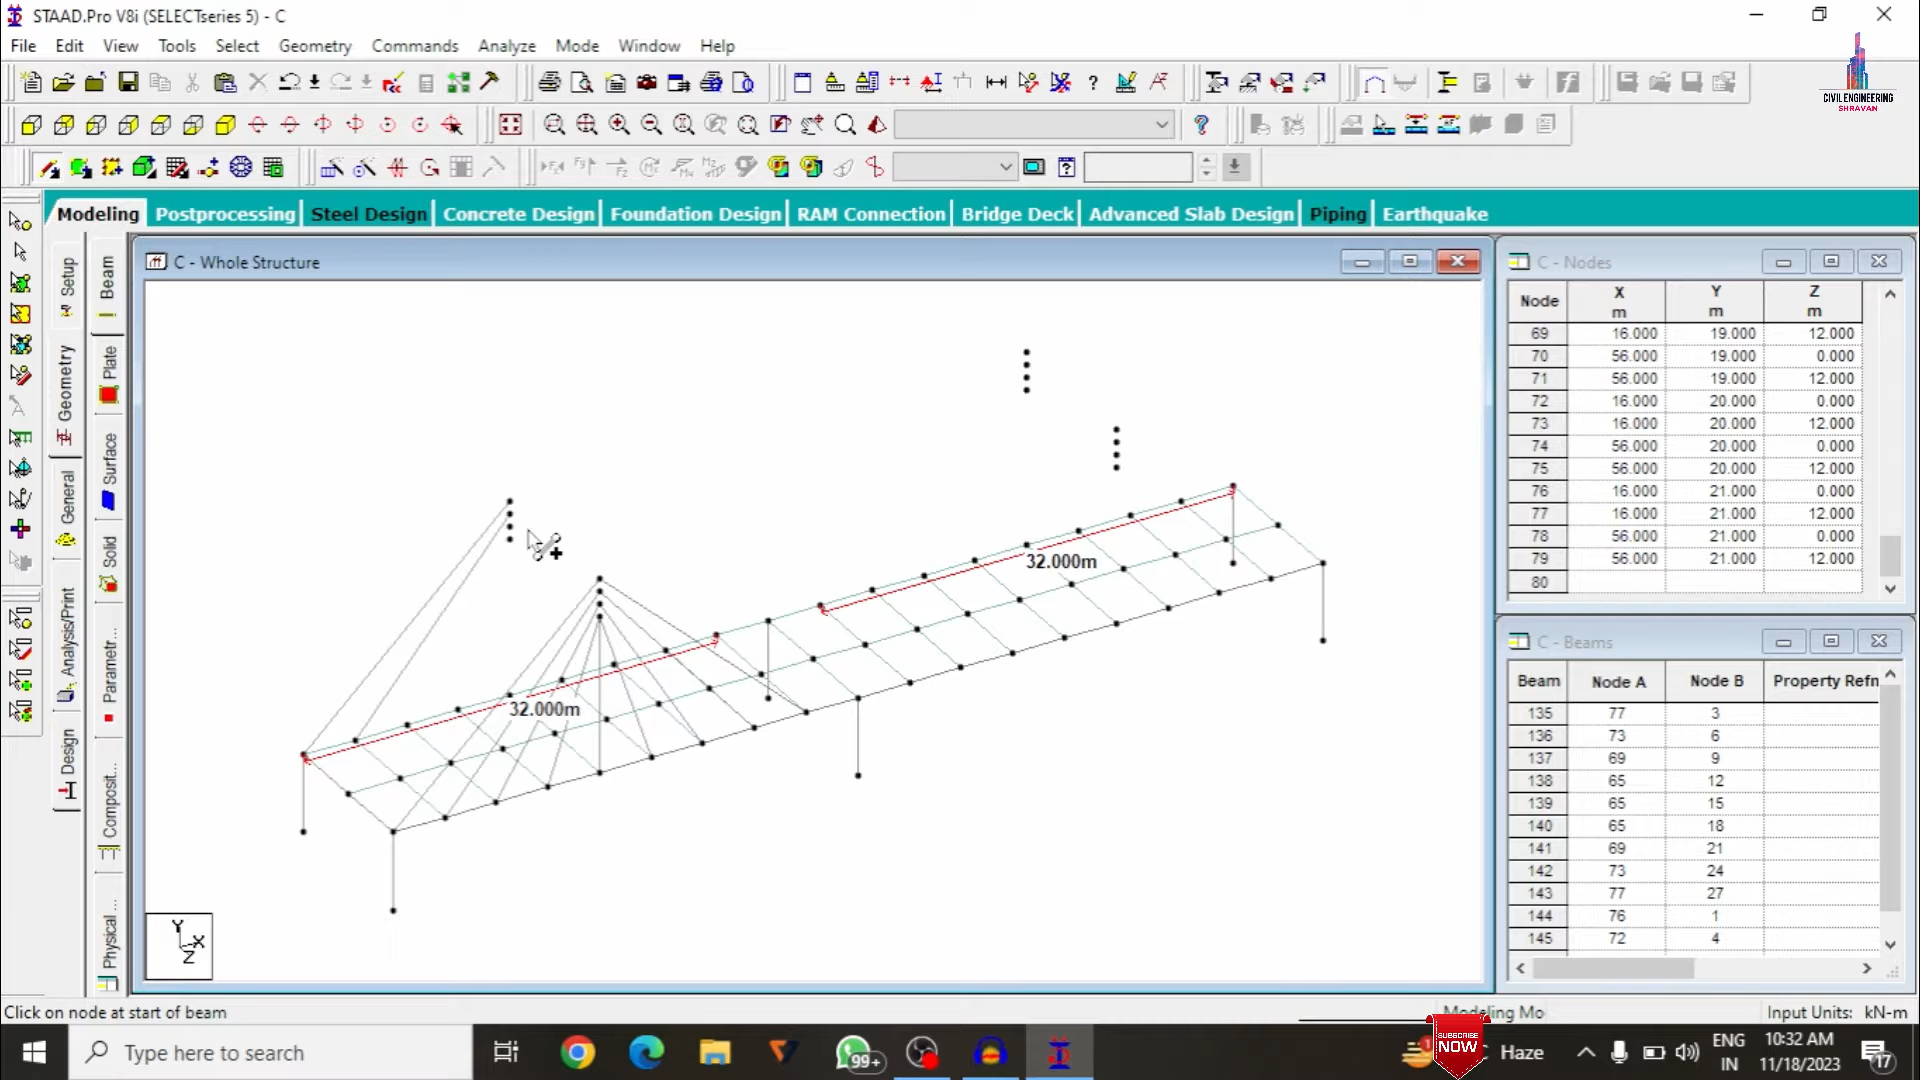 STAAD.Pro V8i (SELECTseries 5) - C
File Edit View Tools Select Geometry Commands Analyze Mode Window Help
CIVIL ENGINEERING
SHRAVAN
Modeling Postprocessing Steel Design Concrete Design Foundation Design RAM Connection Bridge Deck Advanced Slab Design Piping Earthquake
Setup
Geometry
General
Analysis/Print
Design
Beam
Plate
Surface
Solid
Parametr...
Composit...
Physical ...
C - Whole Structure
32.000m
32.000m
Y
X
Z
C - Nodes
Node X m Y m Z m
69 16.000 19.000 12.000
70 56.000 19.000 0.000
71 56.000 19.000 12.000
72 16.000 20.000 0.000
73 16.000 20.000 12.000
74 56.000 20.000 0.000
75 56.000 20.000 12.000
76 16.000 21.000 0.000
77 16.000 21.000 12.000
78 56.000 21.000 0.000
79 56.000 21.000 12.000
80
C - Beams
Beam Node A Node B Property Refn
135 77 3
136 73 6
137 69 9
138 65 12
139 65 15
140 65 18
141 69 21
142 73 24
143 77 27
144 76 1
145 72 4
Click on node at start of beam
Modeling Mo
Input Units: kN-m
Type here to search
99+
SUBSCRIBE
NOW
Haze
ENG
IN
10:32 AM
11/18/2023
17